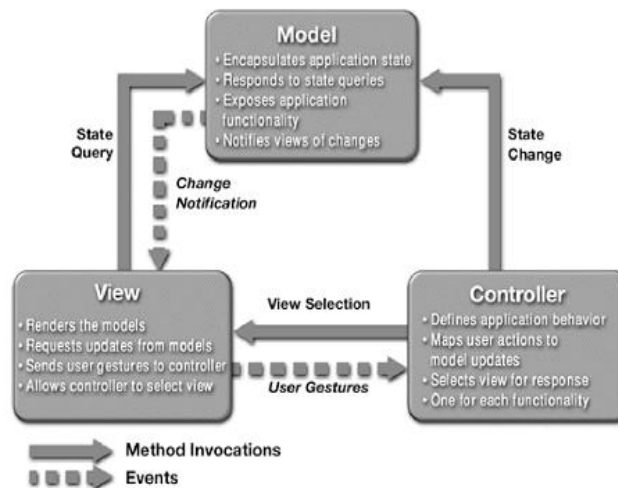 Model
• Encapsulates application state
• Responds to state queries
• Exposes application
functionality
• Notifies views of changes
State
Query
State
Change
Change
Notification
View
• Renders the models
• Requests updates from models
• Sends user gestures to controller
• Allows controller to select view
View Selection
User Gestures
Controller
• Defines application behavior
• Maps user actions to
model updates
• Selects view for response
• One for each functionality
Method Invocations
Events